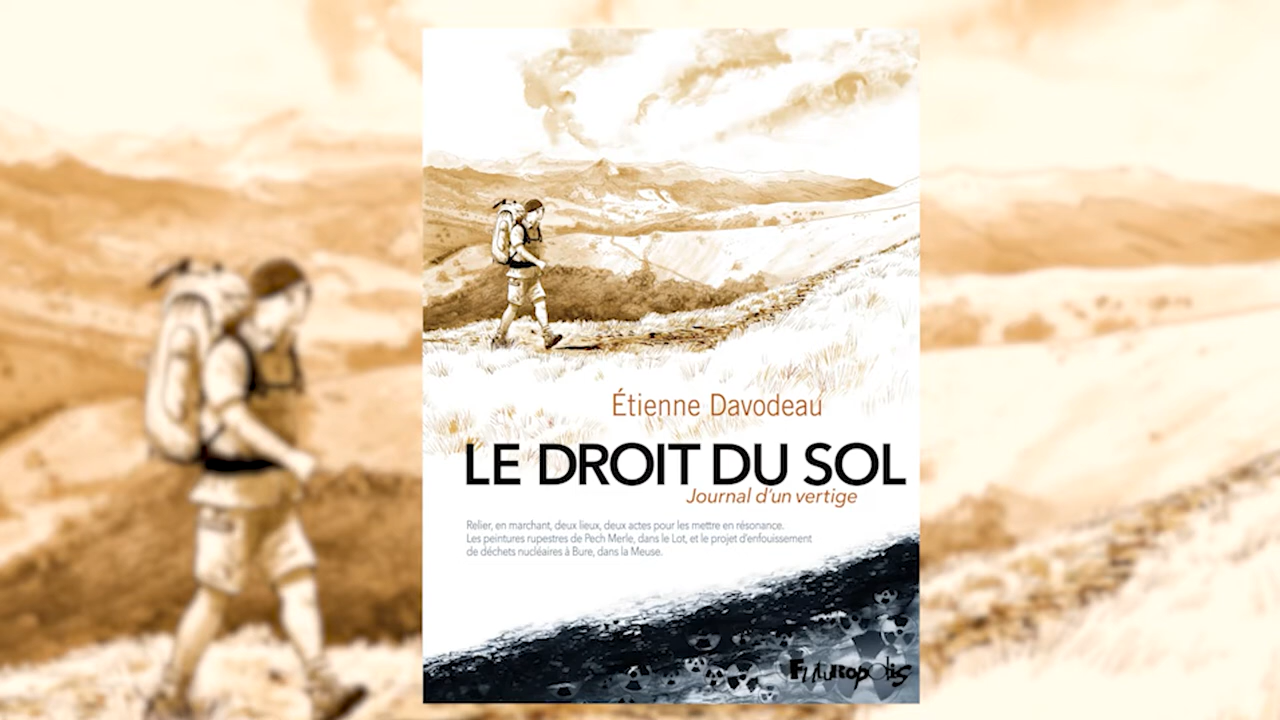 Étienne Davodeau
LE DROIT DU SOL
Journal d'un vertige
Relier, en marchant, deux lieux, deux actes pour les mettre en résonance.
Les peintures rupestres de Pech Merle, dans le Lot, et le projet d'enfouissement
de déchets nucléaires à Bure, dans la Meuse.
Futuropolis